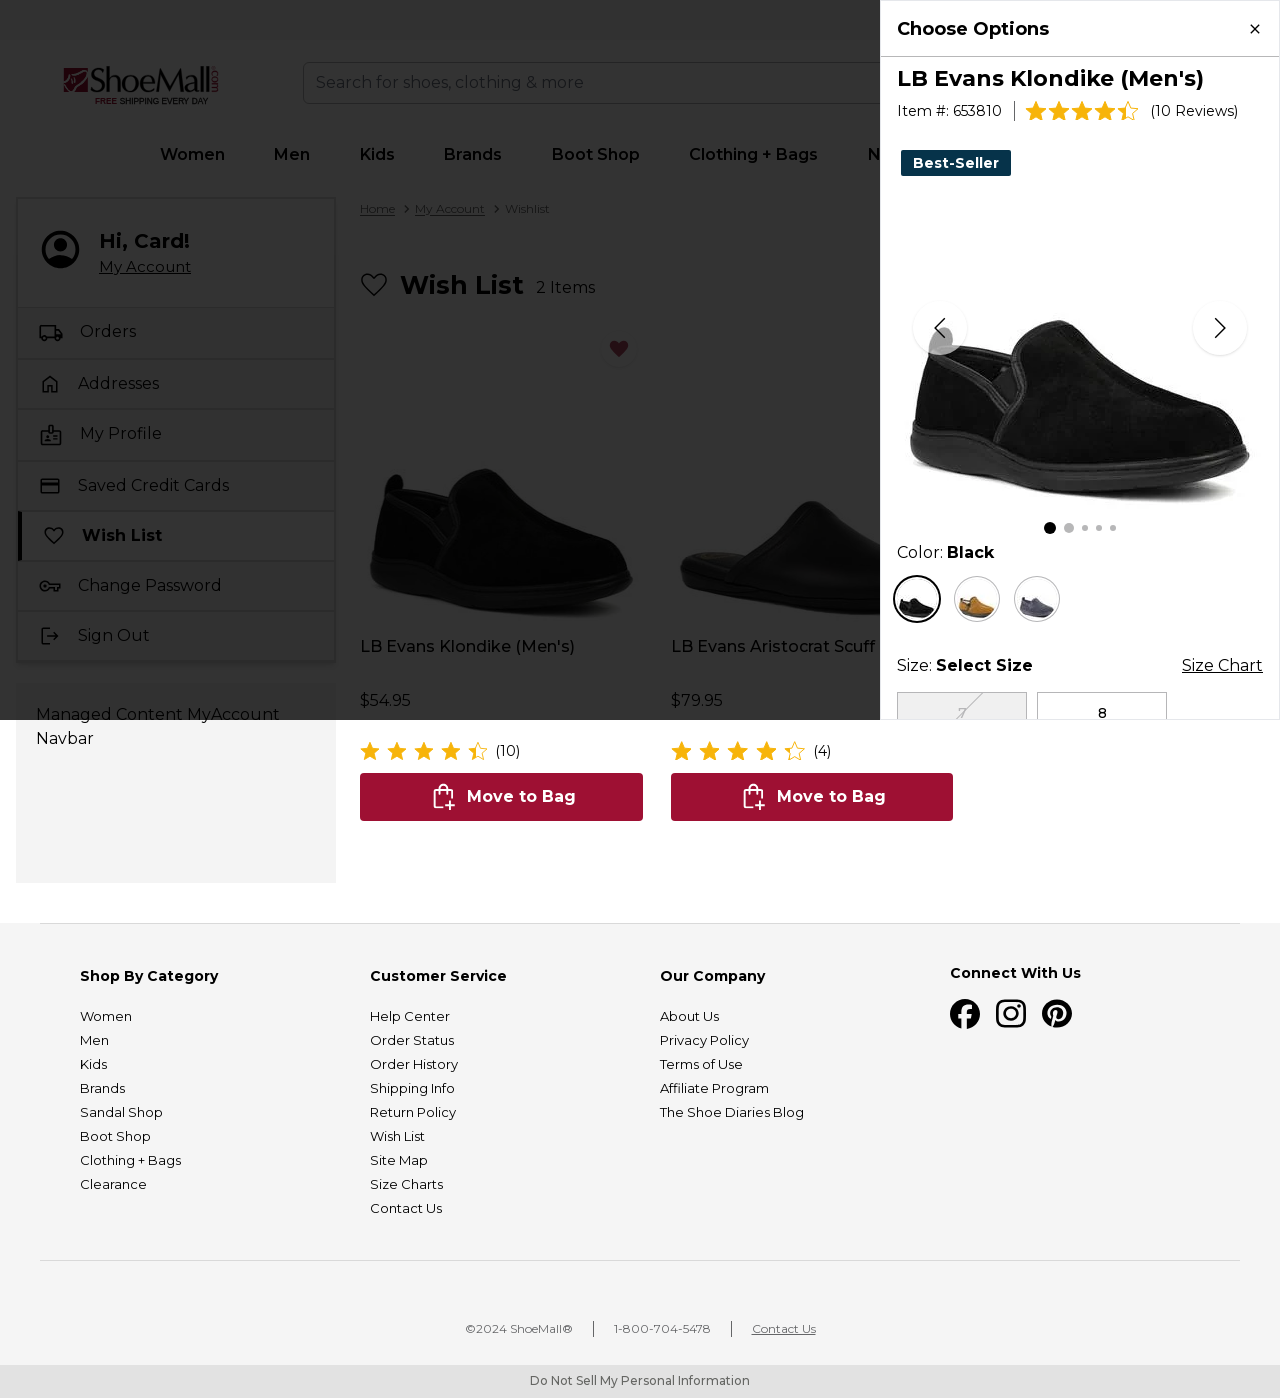 ShoeMall.com
FREE SHIPPING EVERY DAY
Search for shoes, clothing & more
Women
Men
Kids
Brands
Boot Shop
Clothing + Bags
Home
My Account
Wishlist
Hi, Card!
My Account
Orders
Addresses
My Profile
Saved Credit Cards
Wish List
Change Password
Sign Out
Managed Content MyAccount
Navbar
Wish List 2 Items
LB Evans Klondike (Men's)
$54.95
(10)
Move to Bag
LB Evans Aristocrat Scuff
$79.95
(4)
Move to Bag
Choose Options
LB Evans Klondike (Men's)
Item #: 653810
(10 Reviews)
Best-Seller
Color: Black
Size: Select Size
Size Chart
7
8
Shop By Category
Women
Men
Kids
Brands
Sandal Shop
Boot Shop
Clothing + Bags
Clearance
Customer Service
Help Center
Order Status
Order History
Shipping Info
Return Policy
Wish List
Site Map
Size Charts
Contact Us
Our Company
About Us
Privacy Policy
Terms of Use
Affiliate Program
The Shoe Diaries Blog
Connect With Us
©2024 ShoeMall®
1-800-704-5478
Contact Us
Do Not Sell My Personal Information